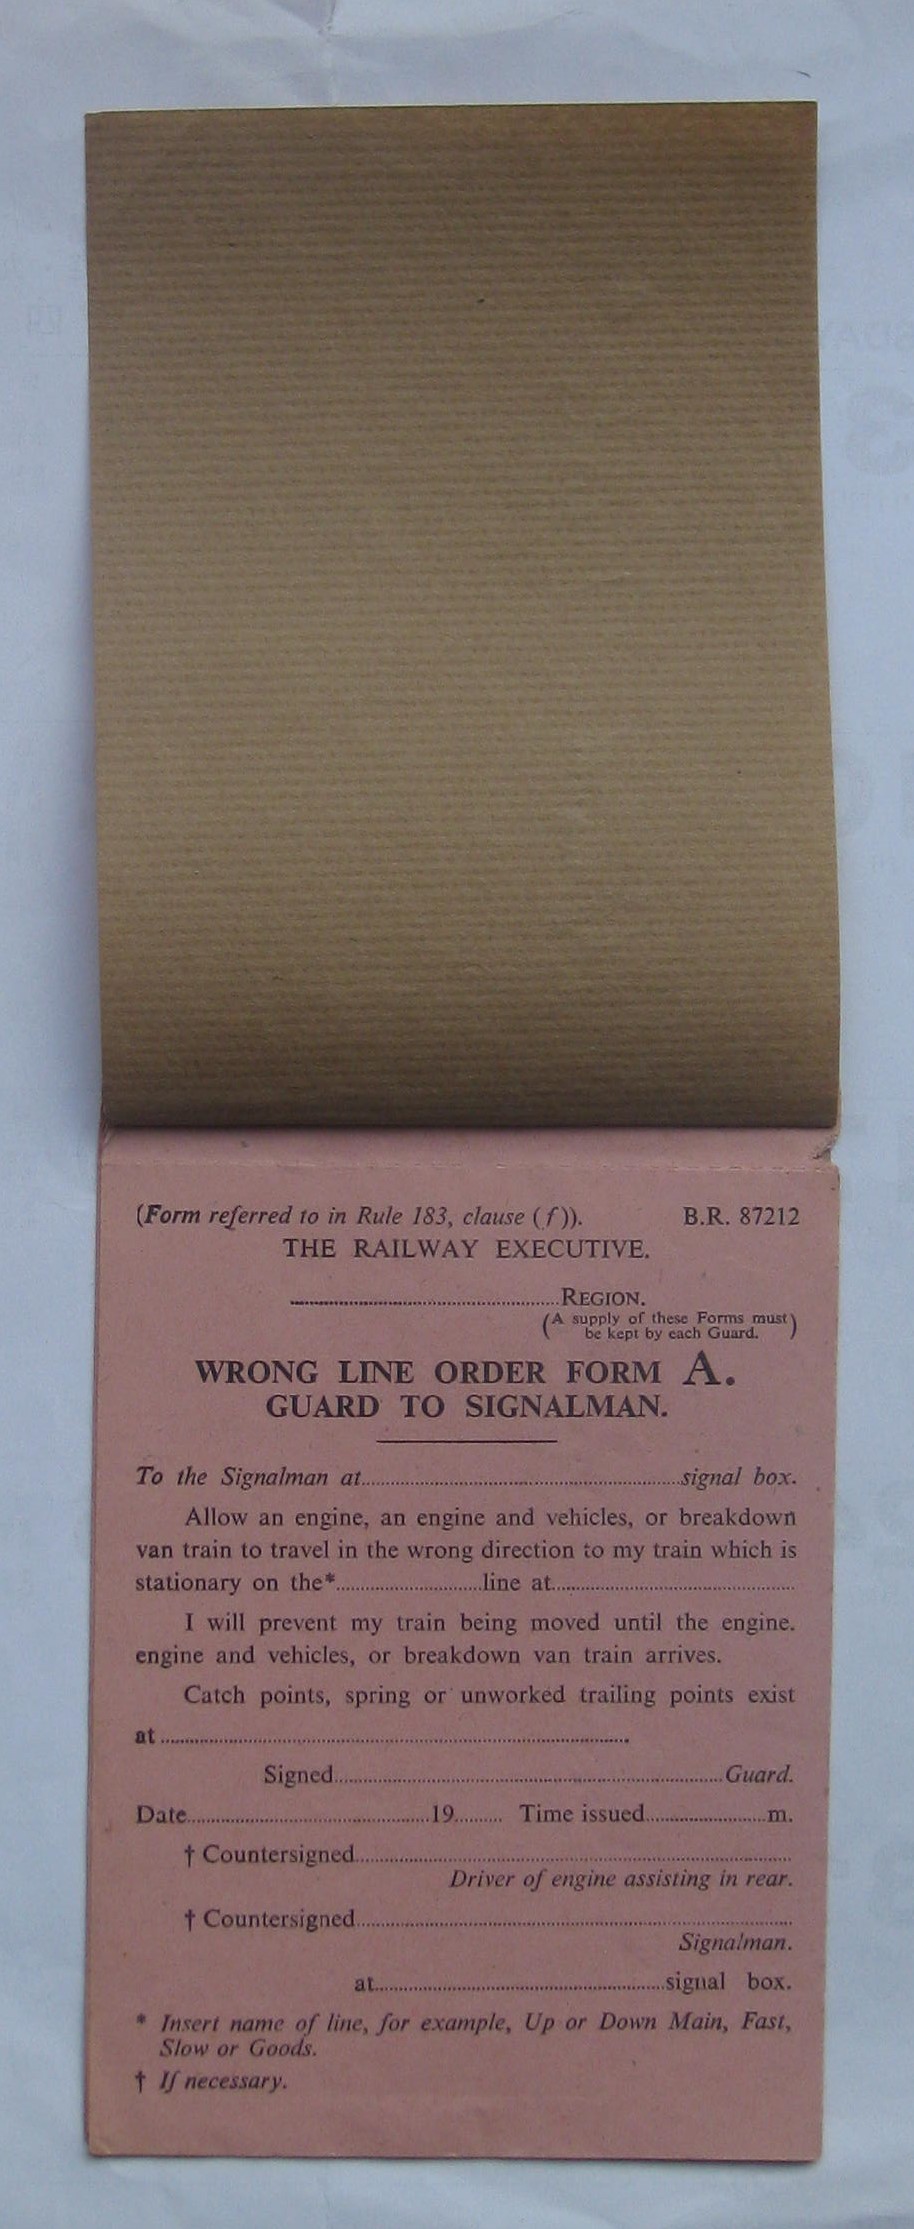 (Form referred to in Rule 183, clause (f)). B.R. 87212
THE RAILWAY EXECUTIVE.
..............................REGION.
(A supply of these Forms must
be kept by each Guard.)
WRONG LINE ORDER FORM A.
GUARD TO SIGNALMAN.
To the Signalman at..............................signal box.
Allow an engine, an engine and vehicles, or breakdown
van train to travel in the wrong direction to my train which is
stationary on the*....................line at..............................
I will prevent my train being moved until the engine.
engine and vehicles, or breakdown van train arrives.
Catch points, spring or unworked trailing points exist
at..............................
Signed..............................Guard.
Date..............................19......... Time issued....................m.
† Countersigned..............................
Driver of engine assisting in rear.
† Countersigned..............................
Signalman.
at..............................signal box.
* Insert name of line, for example, Up or Down Main, Fast,
Slow or Goods.
† If necessary.